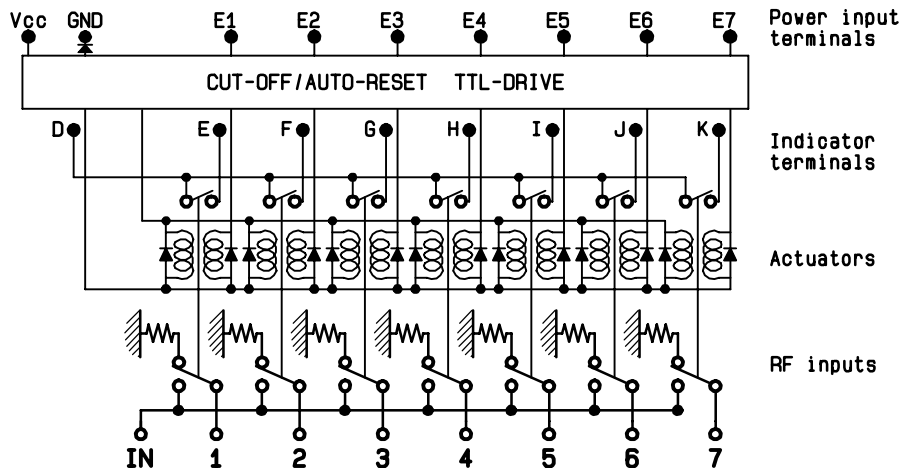 Vcc GND E1 E2 E3 E4 E5 E6 E7 Power input
terminals
CUT-OFF/AUTO-RESET TTL-DRIVE
D E F G H I J K Indicator
terminals
Actuators
RF inputs
IN 1 2 3 4 5 6 7